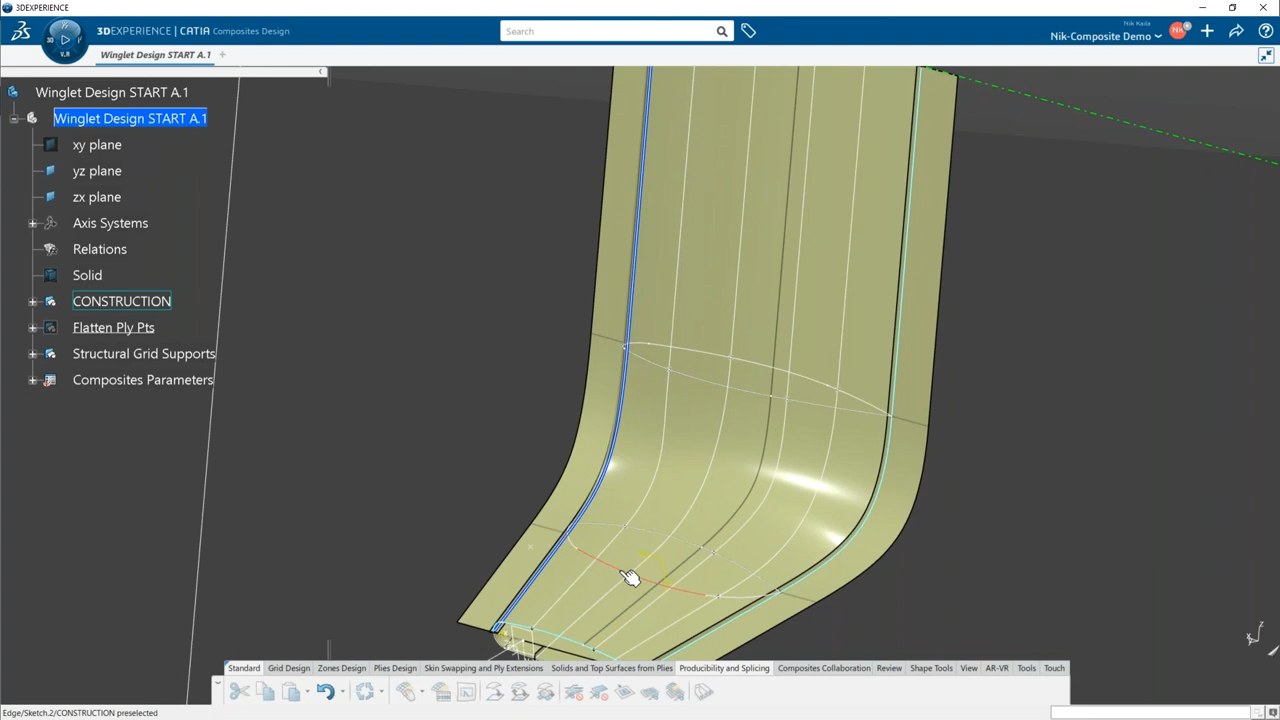 3DEXPERIENCE
V.R
3DEXPERIENCE | CATIA Composites Design
Search
Nik Kaila
Nik-Composite Demo
NK
Winglet Design START A.1
Winglet Design START A.1
Winglet Design START A.1
xy plane
yz plane
zx plane
Axis Systems
Relations
Solid
CONSTRUCTION
Flatten Ply Pts
Structural Grid Supports
Composites Parameters
Standard Grid Design Zones Design Plies Design Skin Swapping and Ply Extensions Solids and Top Surfaces from Plies Producibility and Splicing Composites Collaboration Review Shape Tools View AR-VR Tools Touch
Edge/Sketch.2/CONSTRUCTION preselected